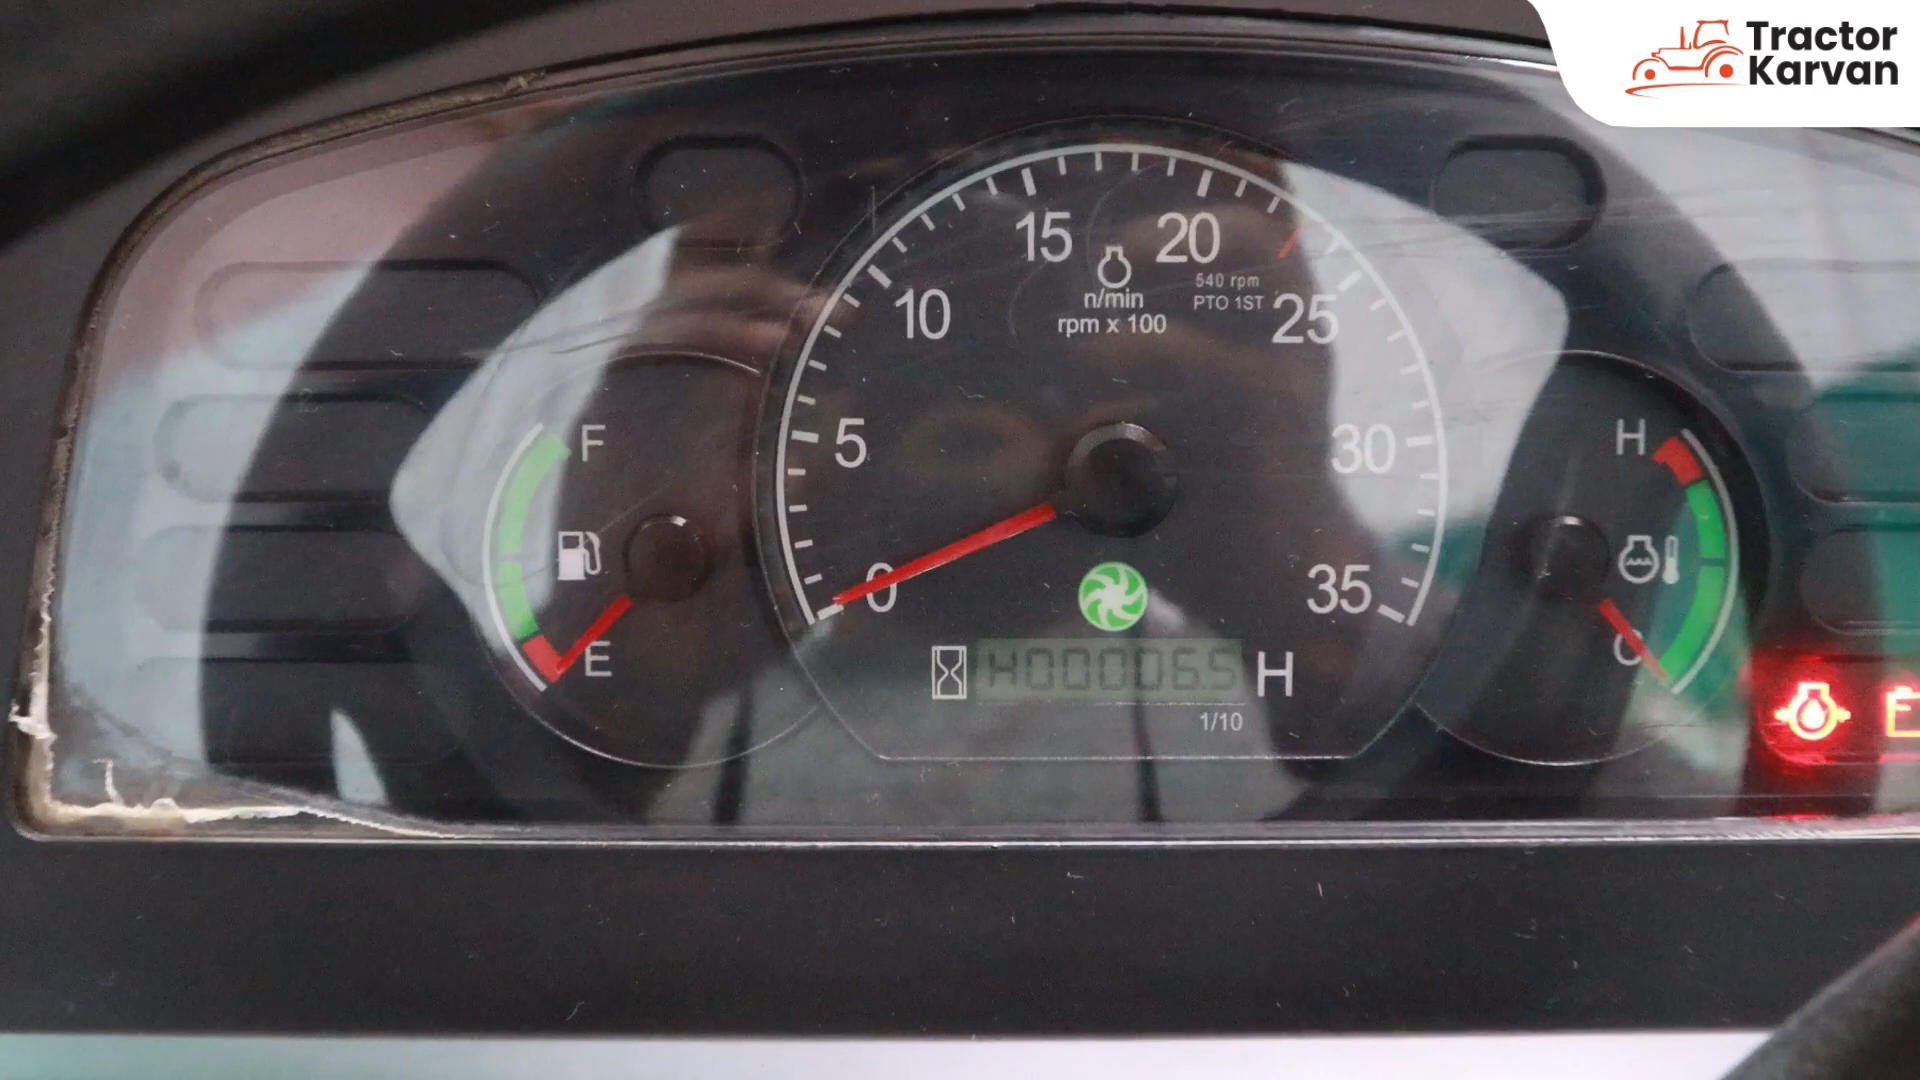 Tractor
Karvan
15
20
540 rpm
PTO 1ST
n/min
rpm x 100
10
25
5
30
0
35
F
E
H
C
H000065 H
1/10